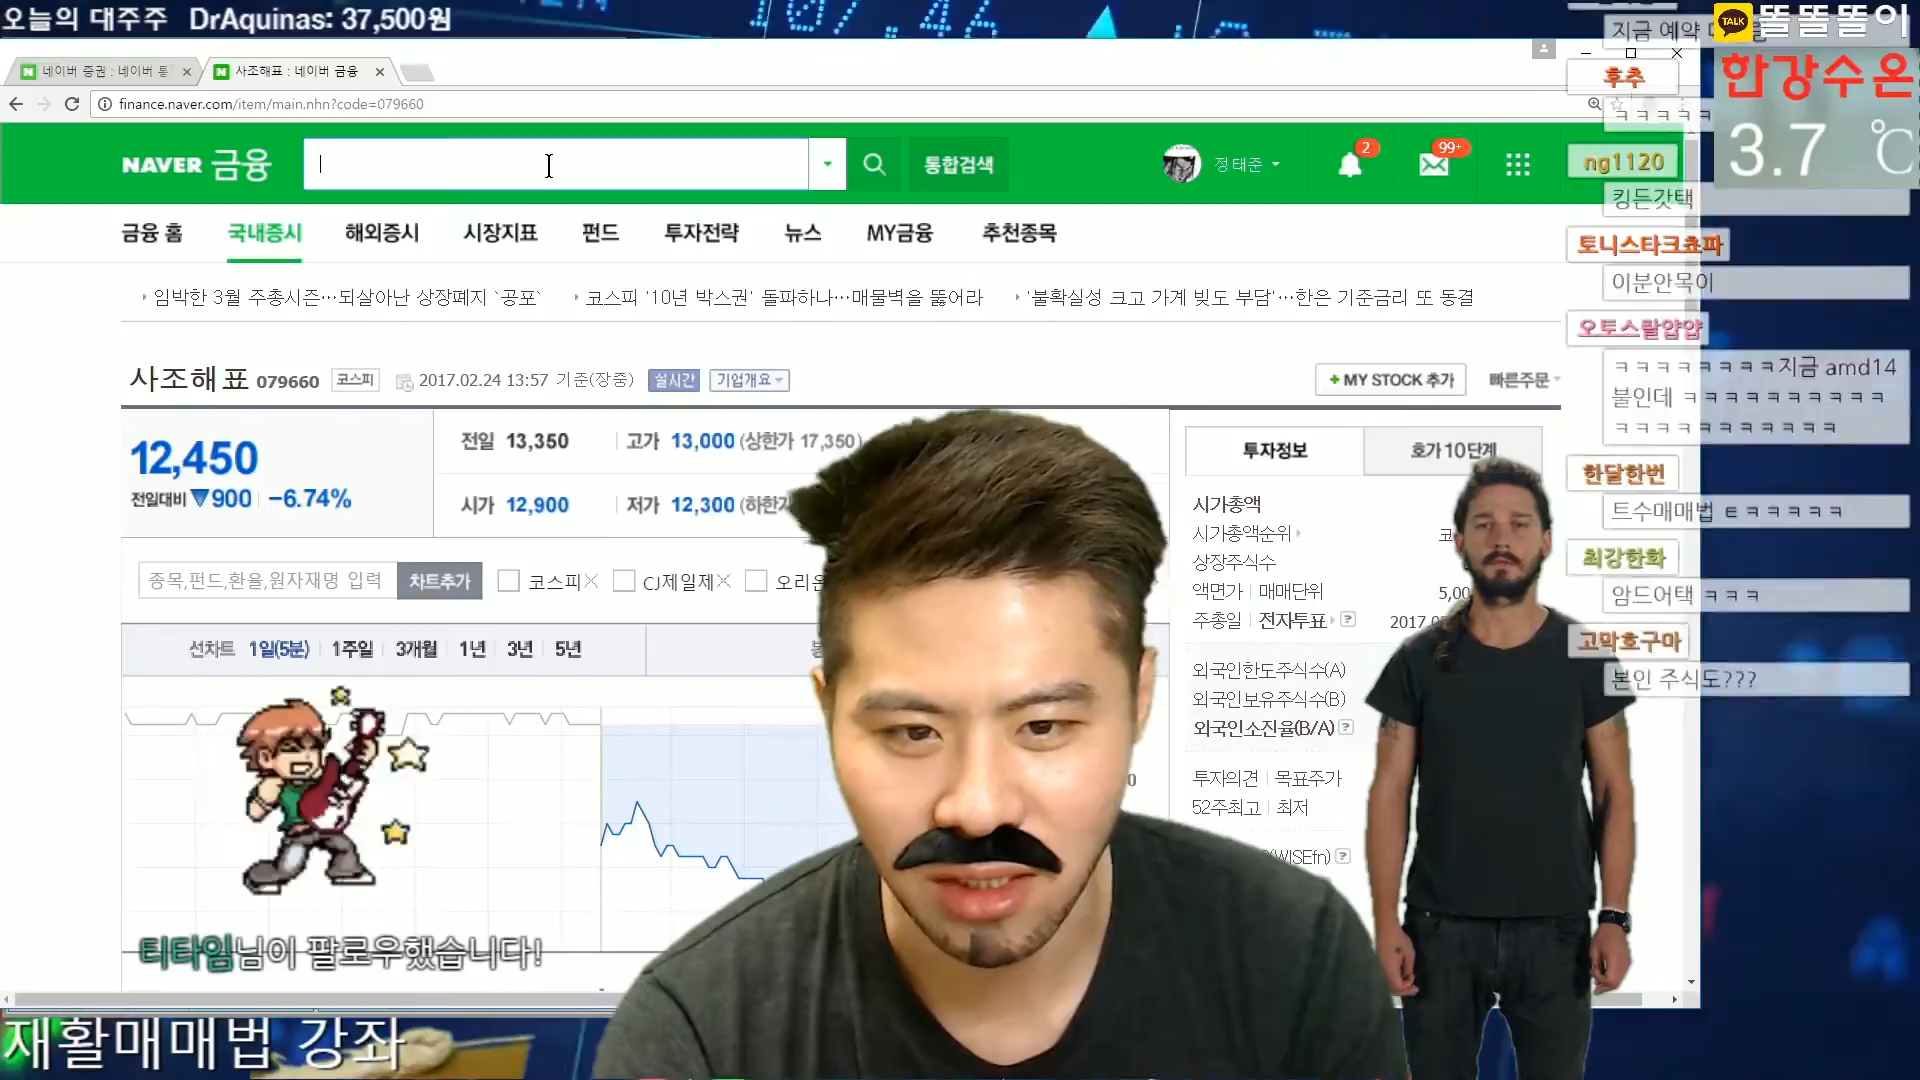 오늘의 대주주 DrAquinas: 37,500원
107.46
지금 예약
TALK 똘똘똘이
네이버 증권 : 네이버 통
사조해표 : 네이버 금융
후추
한강수온
finance.naver.com/item/main.nhn?code=079660
ㅋㅋㅋㅋㅋ
3.7 ℃
NAVER 금융
통합검색
정태준
2
99+
ng1120
킹든갓택
금융 홈 국내증시 해외증시 시장지표 펀드 투자전략 뉴스 MY금융 추천종목
토니스타크쵸파
이분안목이
임박한 3월 주총시즌…되살아난 상장폐지 `공포`
코스피 '10년 박스권' 돌파하나…매물벽을 뚫어라
'불확실성 크고 가계 빚도 부담'…한은 기준금리 또 동결
오토스랄얌얌
ㅋㅋㅋㅋㅋㅋㅋㅋ지금 amd14
불인데 ㅋㅋㅋㅋㅋㅋㅋㅋㅋㅋ
ㅋㅋㅋㅋㅋㅋㅋㅋㅋㅋㅋㅋ
사조해표 079660 코스피 2017.02.24 13:57 기준(장중) 실시간 기업개요
+ MY STOCK 추가 빠른주문
12,450
전일대비 ▼900 -6.74%
전일 13,350 고가 13,000 (상한가 17,350)
시가 12,900 저가 12,300
투자정보 호가 10단계
시가총액
시가총액순위
상장주식수
액면가 매매단위 5,00
주총일 전자투표 ? 2017.0
한달한번
트수매매법 ㅌㅋㅋㅋㅋㅋ
최강한화
암드어택 ㅋㅋㅋ
고막호구마
본인 주식도???
종목,펀드,환율,원자재명 입력 차트추가 코스피 CJ제일제 오리온
선차트 1일(5분) 1주일 3개월 1년 3년 5년
외국인한도주식수(A)
외국인보유주식수(B)
외국인소진율(B/A) ?
투자의견 목표주가
52주최고 최저
(WISEfn) ?
티타임님이 팔로우했습니다!
재활매매법 강좌